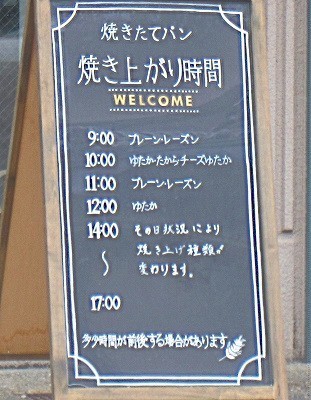 焼きたてパン
焼き上がり時間
WELCOME
9:00 プレーン・レーズン
10:00 ゆたか・たからチーズゆたか
11:00 プレーン・レーズン
12:00 ゆたか
14:00 その日状況により
〜 焼き上げ種類が
変わります。
17:00
多少時間が前後する場合があります